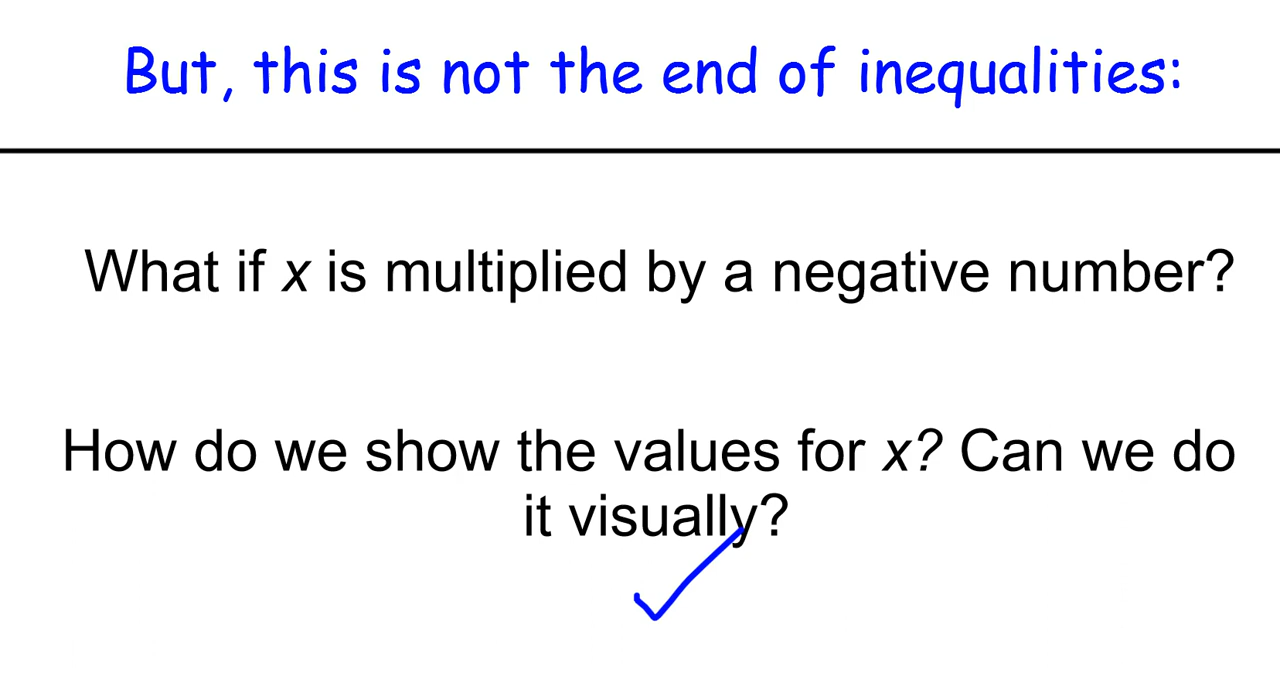 But, this is not the end of inequalities:
What if x is multiplied by a negative number?
How do we show the values for x? Can we do
it visually?